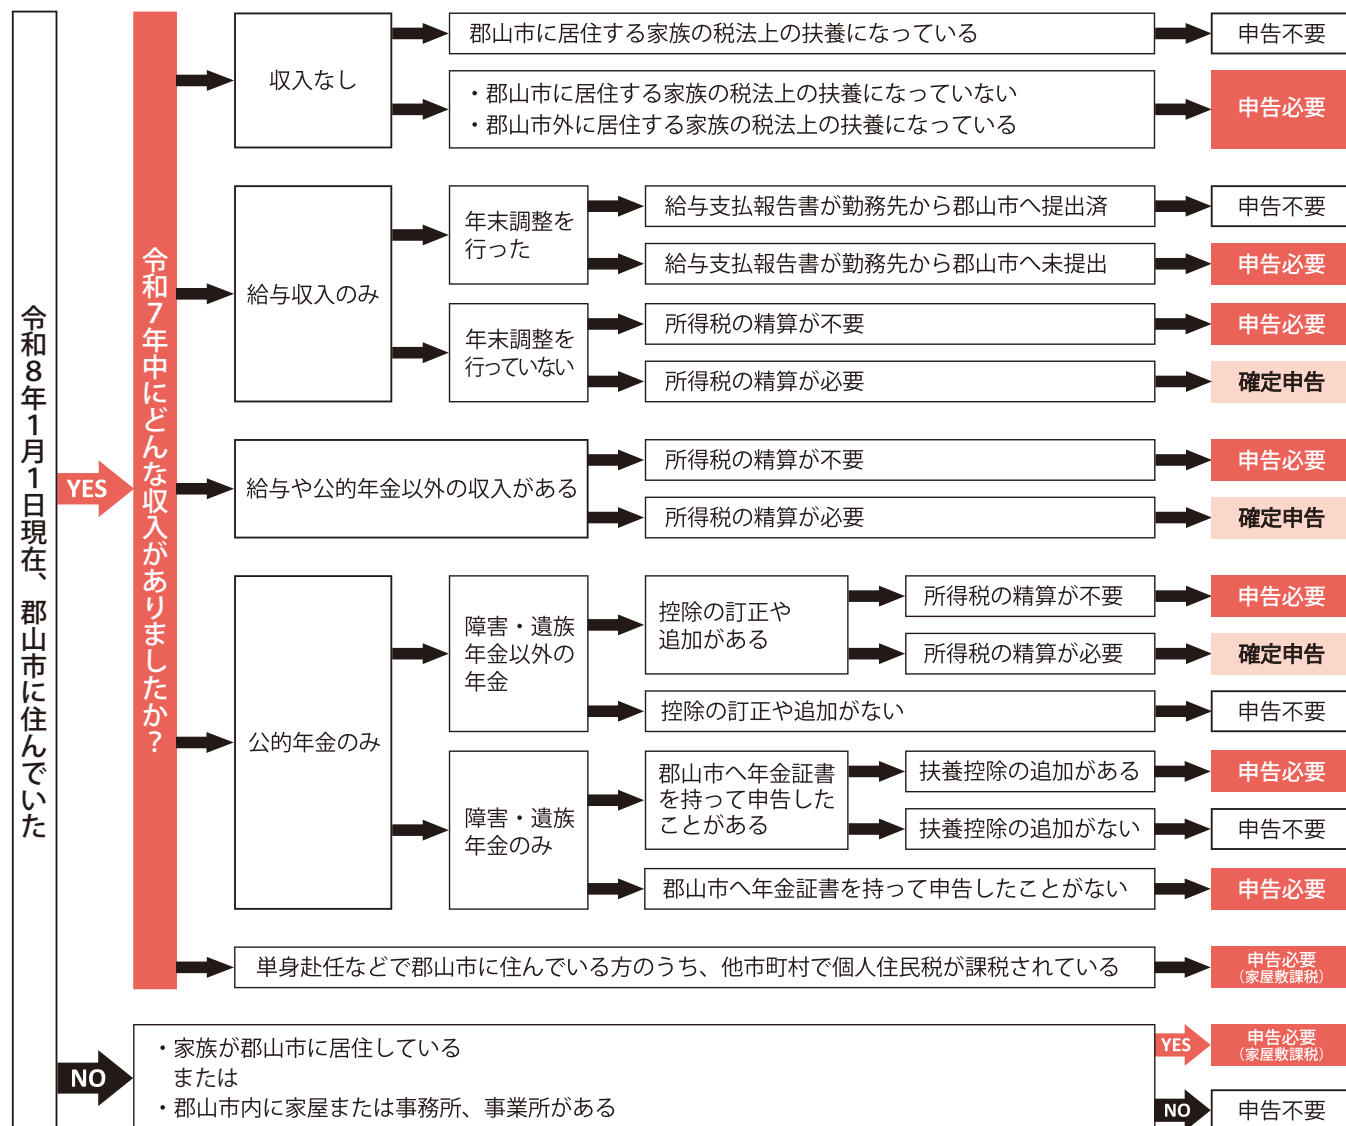 令和8年1月1日現在、郡山市に住んでいた
YES
令和7年中にどんな収入がありましたか？
収入なし
郡山市に居住する家族の税法上の扶養になっている
申告不要
・郡山市に居住する家族の税法上の扶養になっていない
・郡山市外に居住する家族の税法上の扶養になっている
申告必要
給与収入のみ
年末調整を
行った
給与支払報告書が勤務先から郡山市へ提出済
申告不要
給与支払報告書が勤務先から郡山市へ未提出
申告必要
年末調整を
行っていない
所得税の精算が不要
申告必要
所得税の精算が必要
確定申告
給与や公的年金以外の収入がある
所得税の精算が不要
申告必要
所得税の精算が必要
確定申告
公的年金のみ
障害・遺族
年金以外の
年金
控除の訂正や
追加がある
所得税の精算が不要
申告必要
所得税の精算が必要
確定申告
控除の訂正や追加がない
申告不要
障害・遺族
年金のみ
郡山市へ年金証書
を持って申告した
ことがある
扶養控除の追加がある
申告必要
扶養控除の追加がない
申告不要
郡山市へ年金証書を持って申告したことがない
申告必要
単身赴任などで郡山市に住んでいる方のうち、他市町村で個人住民税が課税されている
申告必要
（家屋敷課税）
NO
・家族が郡山市に居住している
または
・郡山市内に家屋または事務所、事業所がある
YES
申告必要
（家屋敷課税）
NO
申告不要